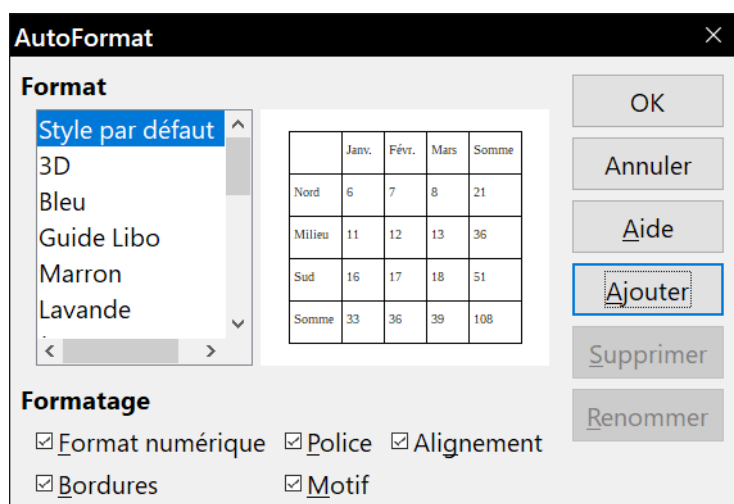 AutoFormat
Format
Style par défaut
3D
Bleu
Guide Libo
Marron
Lavande
Janv. Févr. Mars Somme
Nord 6 7 8 21
Milieu 11 12 13 36
Sud 16 17 18 51
Somme 33 36 39 108
OK
Annuler
Aide
Ajouter
Supprimer
Renommer
Formatage
Format numérique Police Alignement
Bordures Motif